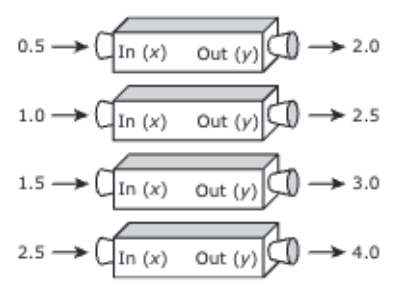 0.5 In (x) Out (y) 2.0
1.0 In (x) Out (y) 2.5
1.5 In (x) Out (y) 3.0
2.5 In (x) Out (y) 4.0